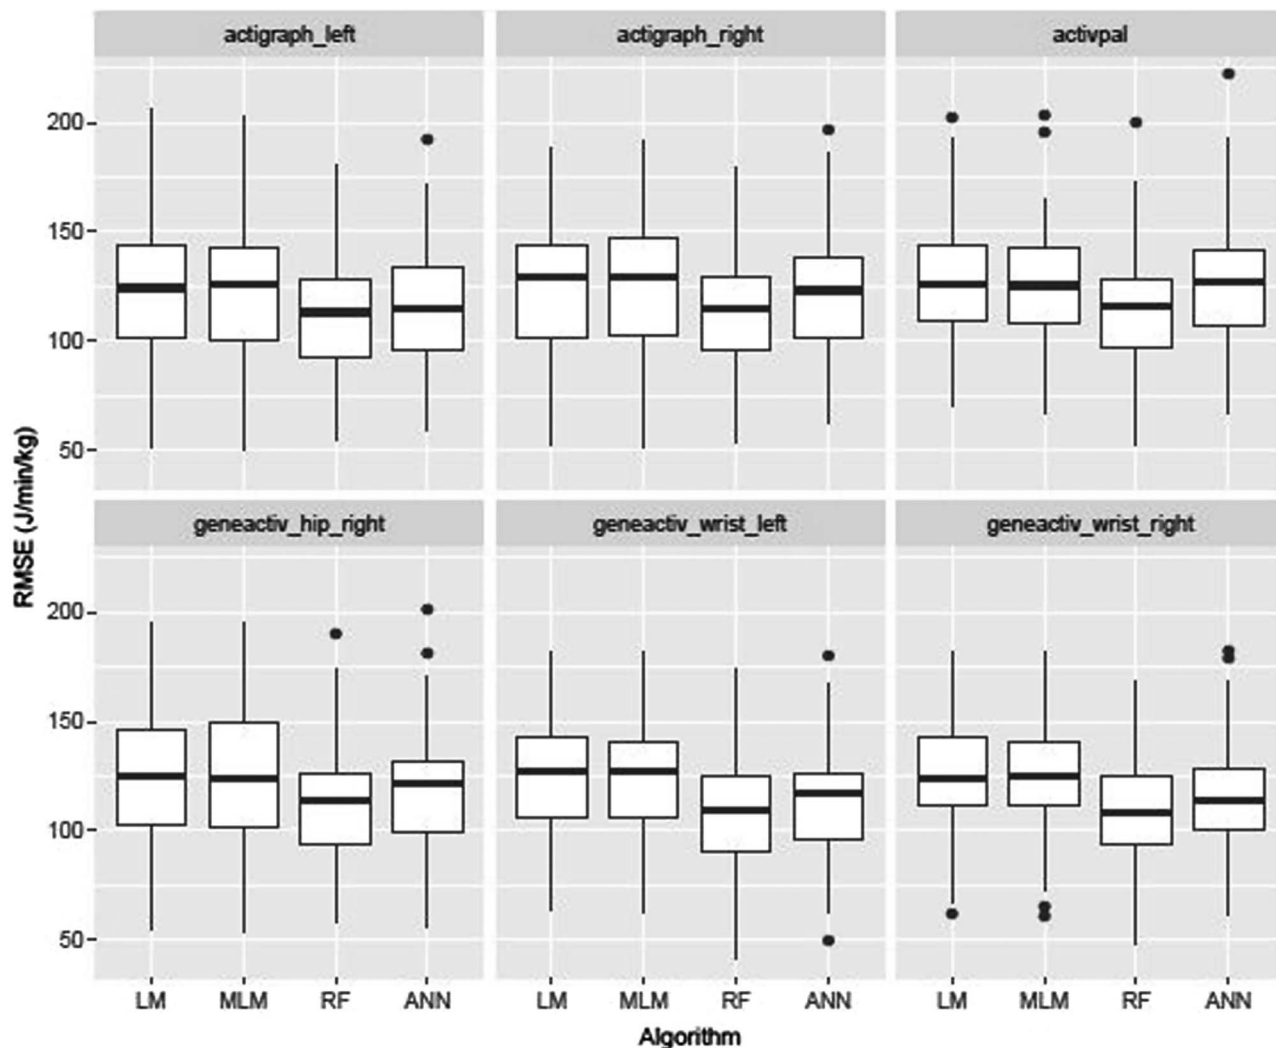 actigraph_left
actigraph_right
activpal
200
150
100
50
geneactiv_hip_right
geneactiv_wrist_left
geneactiv_wrist_right
200
150
100
50
RMSE (J/min/kg)
LM MLM RF ANN
LM MLM RF ANN
LM MLM RF ANN
Algorithm